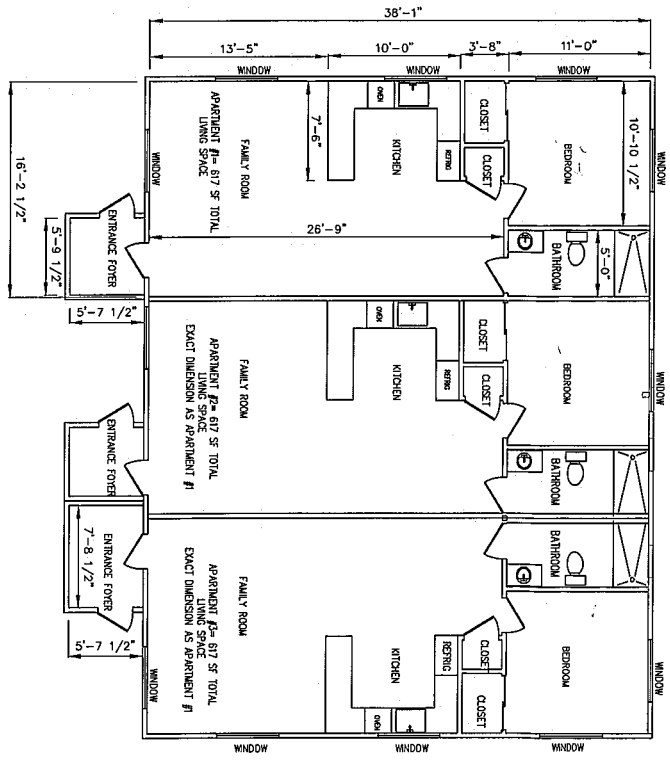 38'-1"
13'-5"
10'-0"
3'-8"
11'-0"
WINDOW
WINDOW
WINDOW
16'-2 1/2"
5'-9 1/2"
5'-7 1/2"
WINDOW
ENTRANCE FOYER
FAMILY ROOM
APARTMENT #1= 617 SF TOTAL
LIVING SPACE
7'-6"
26'-9"
OVEN
KITCHEN
REFRIG
CLOSET
CLOSET
10'-10 1/2"
BEDROOM
WINDOW
BATHROOM
5'-0"
FAMILY ROOM
APARTMENT #2= 617 SF TOTAL
LIVING SPACE
EXACT DIMENSION AS APARTMENT #1
OVEN
KITCHEN
REFRIG
CLOSET
CLOSET
BEDROOM
WINDOW
BATHROOM
ENTRANCE FOYER
ENTRANCE FOYER
7'-8 1/2"
5'-7 1/2"
WINDOW
FAMILY ROOM
APARTMENT #3= 617 SF TOTAL
LIVING SPACE
EXACT DIMENSION AS APARTMENT #1
BATHROOM
KITCHEN
REFRIG
OVEN
CLOSET
CLOSET
BEDROOM
WINDOW
WINDOW
WINDOW
WINDOW